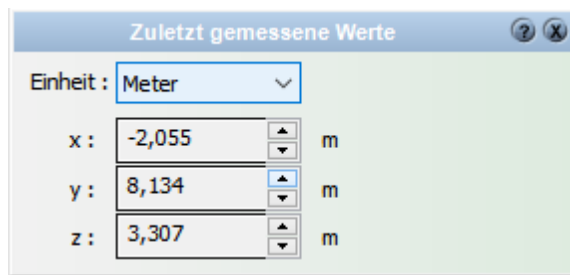 Zuletzt gemessene Werte ? X
Einheit : Meter
x : -2,055 m
y : 8,134 m
z : 3,307 m